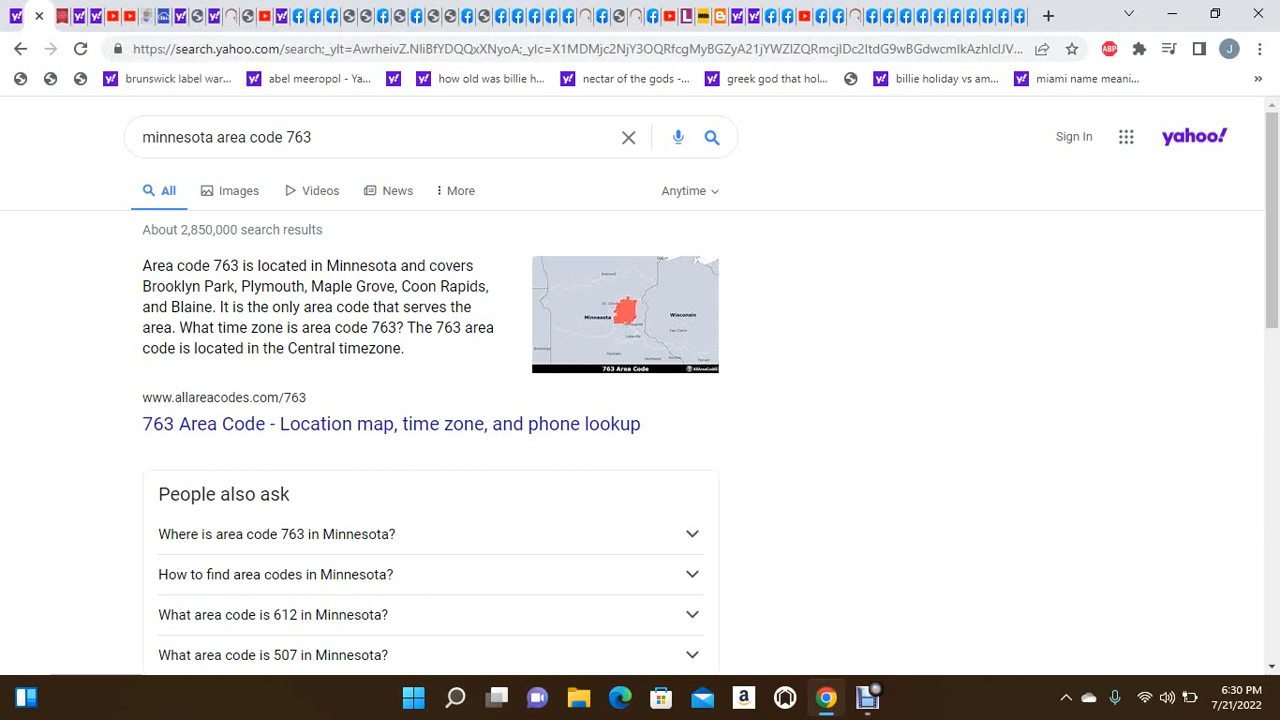 https://search.yahoo.com/search;_ylt=AwrheivZ.NIiBfYDQQxXNyoA;_ylc=X1MDMjc2NjY3OQRfcgMyBGZyA21jYWZlZQRmcjIDc2ItdG9wBGdwcmlkAzhlclJV...
ABP
J
brunswick label war...
abel meeropol - Ya...
how old was billie h...
nectar of the gods -...
greek god that hol...
billie holiday vs am...
miami name meani...
minnesota area code 763
Sign In
yahoo!
All
Images
Videos
News
More
Anytime
About 2,850,000 search results
Area code 763 is located in Minnesota and covers
Brooklyn Park, Plymouth, Maple Grove, Coon Rapids,
and Blaine. It is the only area code that serves the
area. What time zone is area code 763? The 763 area
code is located in the Central timezone.
Minnesota
Wisconsin
763 Area Code
www.allareacodes.com/763
763 Area Code - Location map, time zone, and phone lookup
People also ask
Where is area code 763 in Minnesota?
How to find area codes in Minnesota?
What area code is 612 in Minnesota?
What area code is 507 in Minnesota?
6:30 PM
7/21/2022